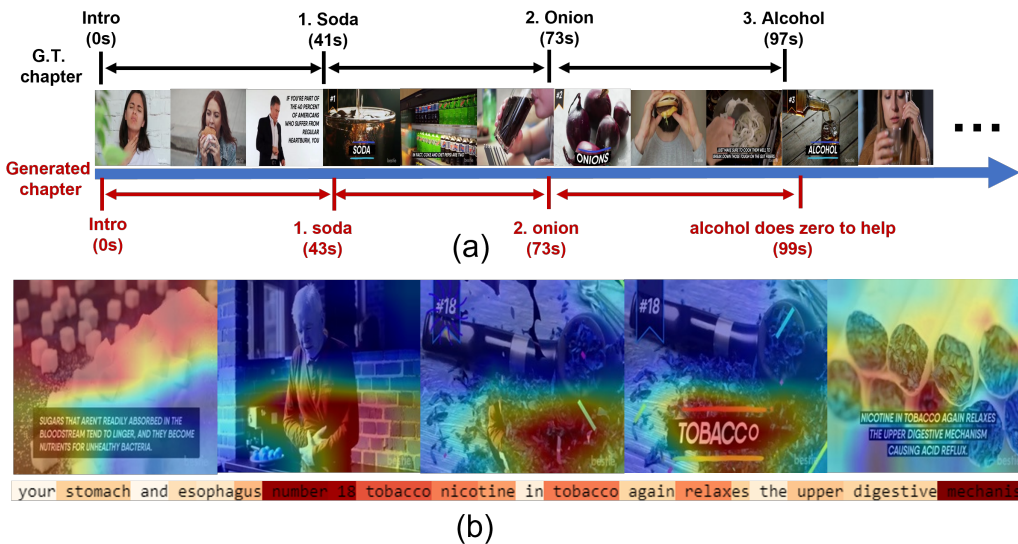 Intro
(0s)
1. Soda
(41s)
2. Onion
(73s)
3. Alcohol
(97s)
G.T.
chapter
IF YOU'RE PART OF
THE 40 PERCENT
OF AMERICANS
WHO SUFFER FROM
REGULAR
HEARTBURN, YOU
#1
SODA
#2
ONIONS
#3
ALCOHOL
beshe
Generated
chapter
Intro
(0s)
1. soda
(43s)
2. onion
(73s)
alcohol does zero to help
(99s)
(a)
SUGARS THAT AREN'T READILY ABSORBED IN THE
BLOODSTREAM TEND TO LINGER, AND THEY BECOME
NUTRIENTS FOR UNHEALTHY BACTERIA.
#18
#18
TOBACCO
NICOTINE IN TOBACCO AGAIN RELAXES
THE UPPER DIGESTIVE MECHANISM
CAUSING ACID REFLUX.
your stomach and esophagus number 18 tobacco nicotine in tobacco again relaxes the upper digestive mechanis
(b)